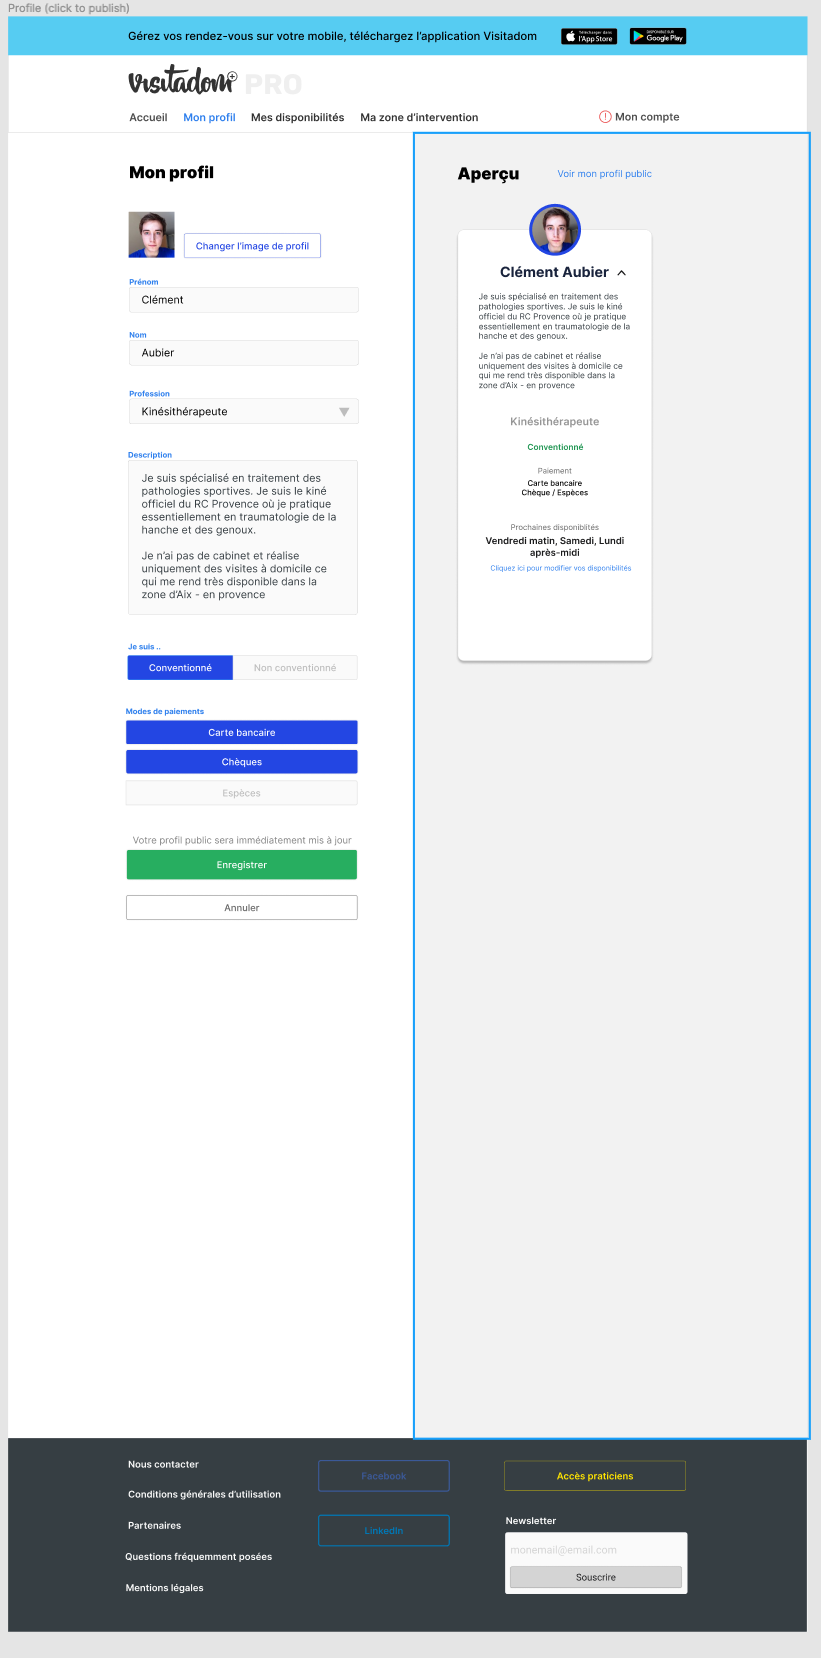 Profile (click to publish)
Gérez vos rendez-vous sur votre mobile, téléchargez l'application Visitadom
Télécharger dans
l'App Store
DISPONIBLE SUR
Google Play
Visitadom PRO
Accueil
Mon profil
Mes disponibilités
Ma zone d'intervention
Mon compte
Mon profil
Changer l'image de profil
Prénom
Clément
Nom
Aubier
Profession
Kinésithérapeute
Description
Je suis spécialisé en traitement des
pathologies sportives. Je suis le kiné
officiel du RC Provence où je pratique
essentiellement en traumatologie de la
hanche et des genoux.
Je n'ai pas de cabinet et réalise
uniquement des visites à domicile ce
qui me rend très disponible dans la
zone d'Aix - en provence
Je suis ..
Conventionné
Non conventionné
Modes de paiements
Carte bancaire
Chèques
Espèces
Votre profil public sera immédiatement mis à jour
Enregistrer
Annuler
Aperçu
Voir mon profil public
Clément Aubier
Je suis spécialisé en traitement des
pathologies sportives. Je suis le kiné
officiel du RC Provence où je pratique
essentiellement en traumatologie de la
hanche et des genoux.
Je n'ai pas de cabinet et réalise
uniquement des visites à domicile ce
qui me rend très disponible dans la
zone d'Aix - en provence
Kinésithérapeute
Conventionné
Paiement
Carte bancaire
Chèque / Espèces
Prochaines disponiblités
Vendredi matin, Samedi, Lundi
après-midi
Cliquez ici pour modifier vos disponibilités
Nous contacter
Conditions générales d'utilisation
Partenaires
Questions fréquemment posées
Mentions légales
Facebook
LinkedIn
Accès praticiens
Newsletter
monemail@email.com
Souscrire